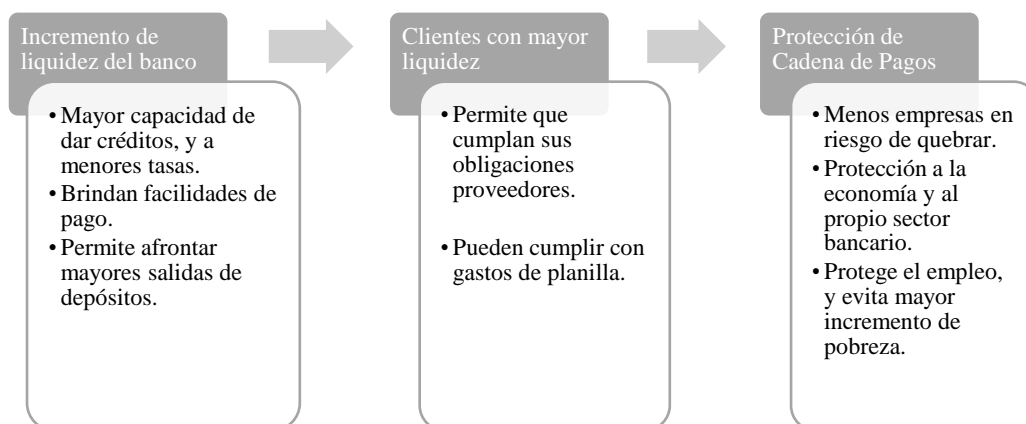 Incremento de
liquidez del banco
• Mayor capacidad de
dar créditos, y a
menores tasas.
• Brindan facilidades de
pago.
• Permite afrontar
mayores salidas de
depósitos.
Clientes con mayor
liquidez
• Permite que
cumplan sus
obligaciones
proveedores.
• Pueden cumplir con
gastos de planilla.
Protección de
Cadena de Pagos
• Menos empresas en
riesgo de quebrar.
• Protección a la
economía y al
propio sector
bancario.
• Protege el empleo,
y evita mayor
incremento de
pobreza.